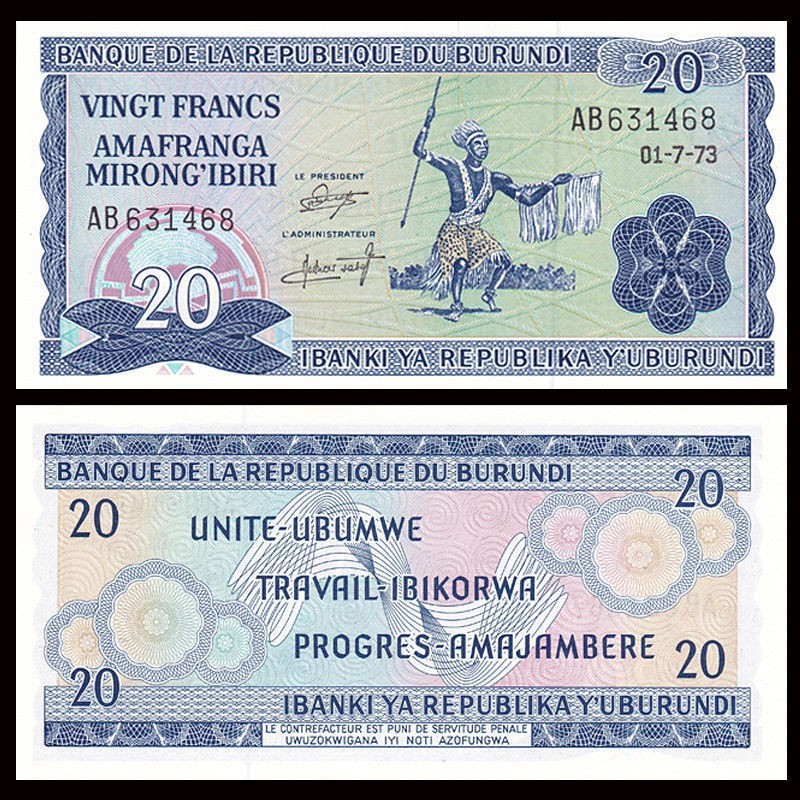 BANQUE DE LA REPUBLIQUE DU BURUNDI
20
VINGT FRANCS
AMAFRANGA
MIRONG'IBIRI
AB631468
LE PRESIDENT
L'ADMINISTRATEUR
AB631468
01-7-73
20
IBANKI YA REPUBLIKA Y'UBURUNDI
BANQUE DE LA REPUBLIQUE DU BURUNDI
20
20
UNITE-UBUMWE
TRAVAIL-IBIKORWA
PROGRES-AMAJAMBERE
20
20
IBANKI YA REPUBLIKA Y'UBURUNDI
LE CONTREFACTEUR EST PUNI DE SERVITUDE PENALE
UWUZOKWIGANA IYI NOTI AZOFUNGWA